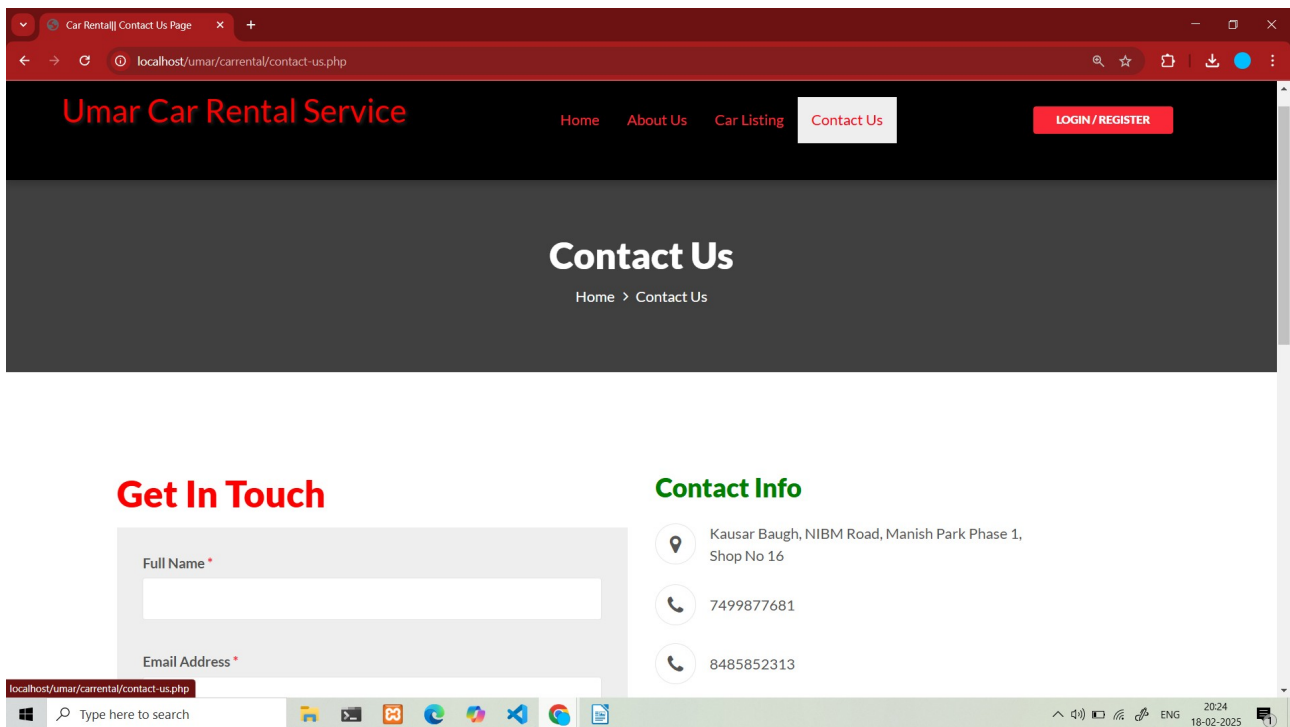 Car Rental|| Contact Us Page
localhost/umar/carrental/contact-us.php
Umar Car Rental Service
Home
About Us
Car Listing
Contact Us
LOGIN / REGISTER
Contact Us
Home > Contact Us
Get In Touch
Full Name *
Email Address *
Contact Info
Kausar Baugh, NIBM Road, Manish Park Phase 1,
Shop No 16
7499877681
8485852313
localhost/umar/carrental/contact-us.php
Type here to search
ENG
20:24
18-02-2025
1